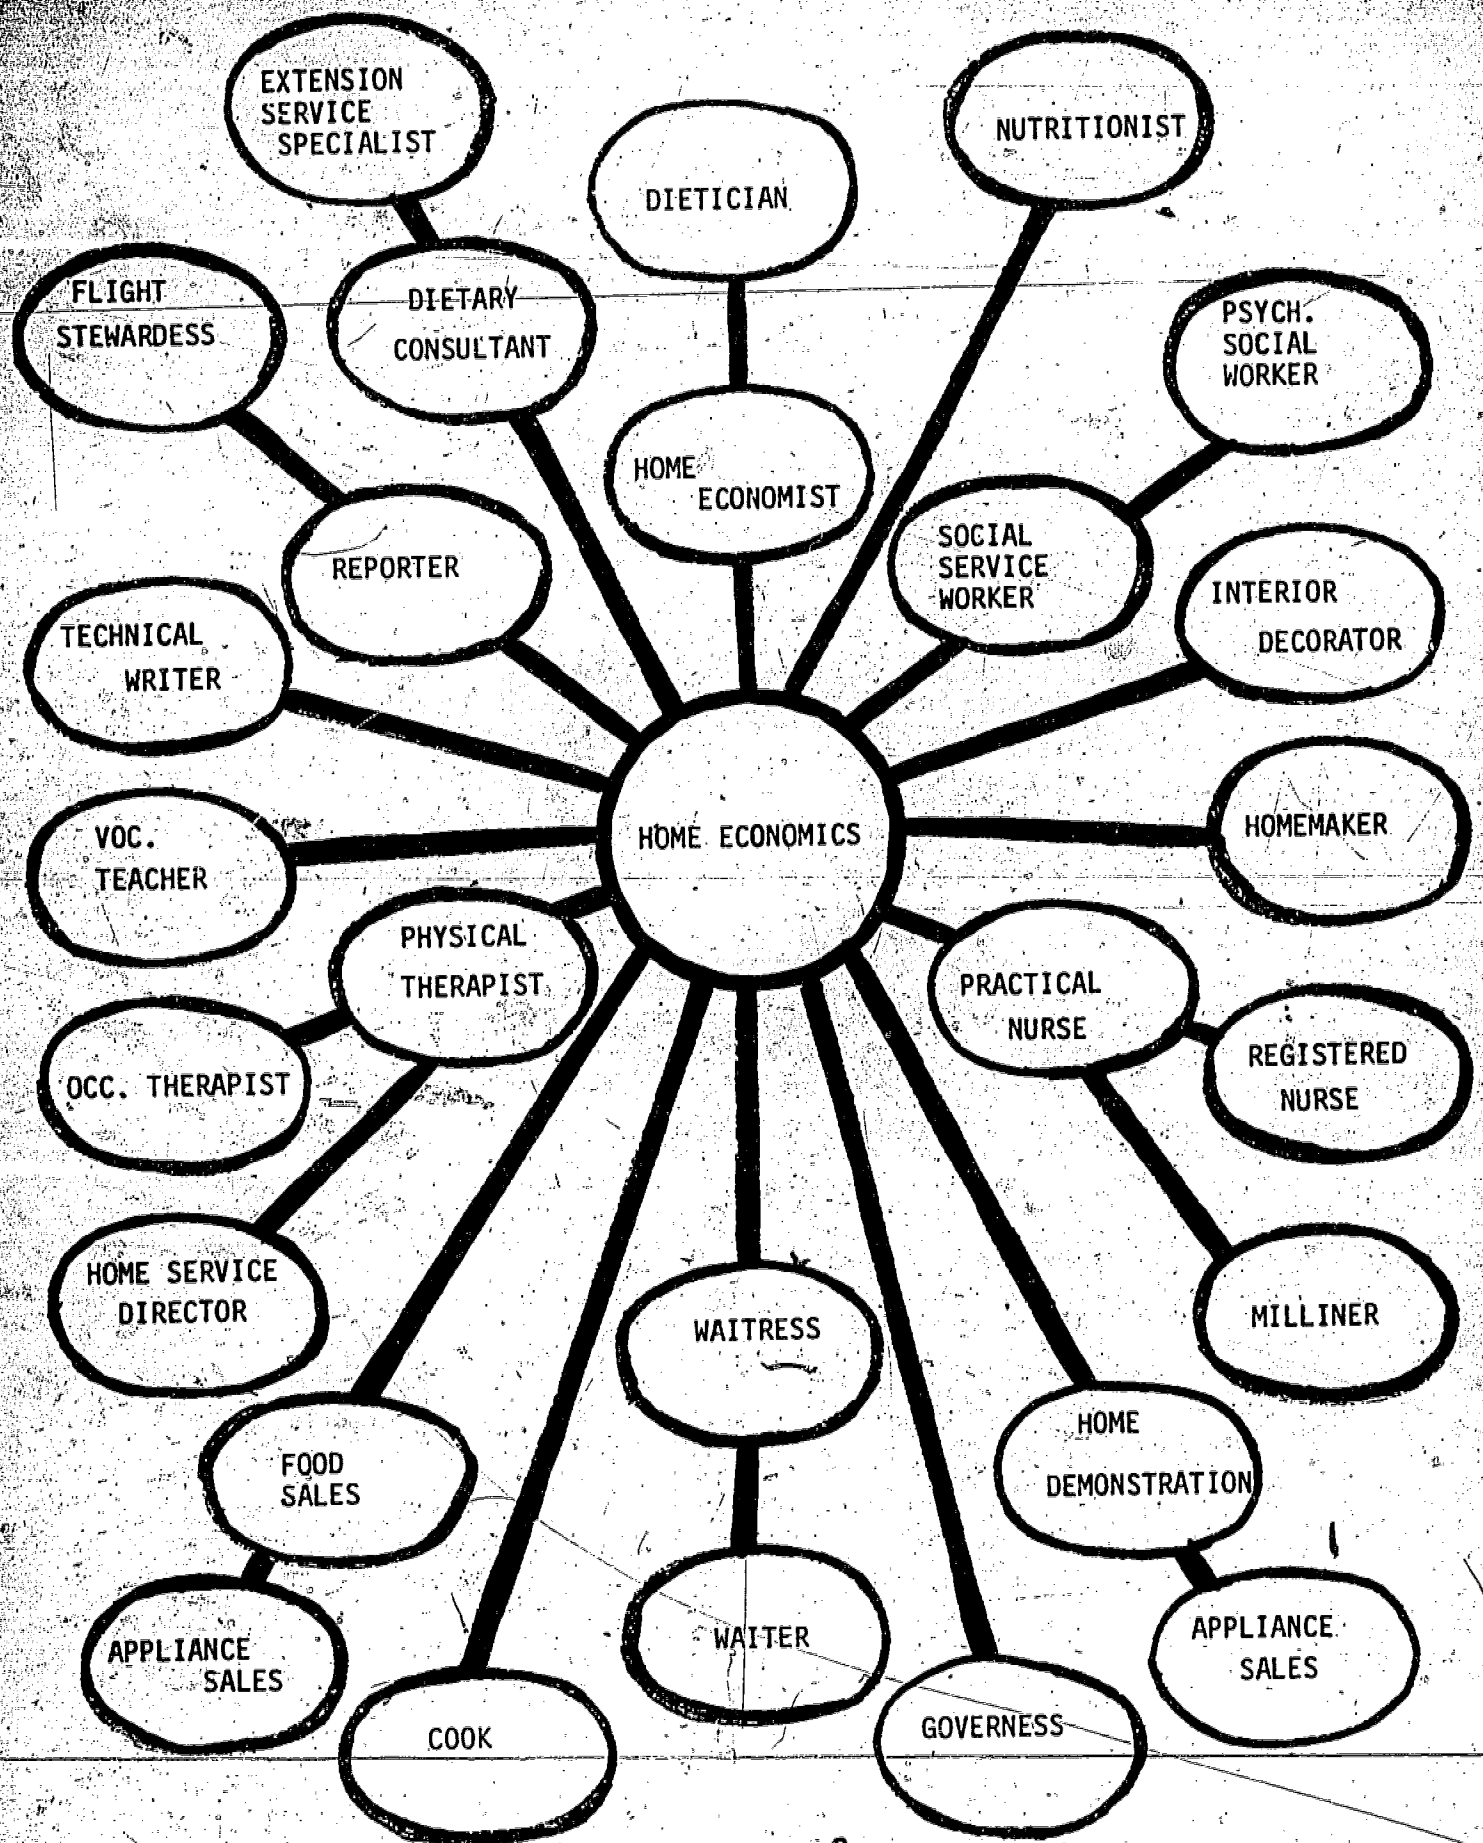 EXTENSION
SERVICE
SPECIALIST
NUTRITIONIST
DIETICIAN
FLIGHT
STEWARDESS
DIETARY
CONSULTANT
PSYCH.
SOCIAL
WORKER
HOME
ECONOMIST
REPORTER
SOCIAL
SERVICE
WORKER
INTERIOR
DECORATOR
TECHNICAL
WRITER
HOME ECONOMICS
HOMEMAKER
VOC.
TEACHER
PHYSICAL
THERAPIST
PRACTICAL
NURSE
OCC. THERAPIST
REGISTERED
NURSE
HOME SERVICE
DIRECTOR
WAITRESS
MILLINER
FOOD
SALES
HOME
DEMONSTRATION
APPLIANCE
SALES
WAITER
APPLIANCE
SALES
COOK
GOVERNESS